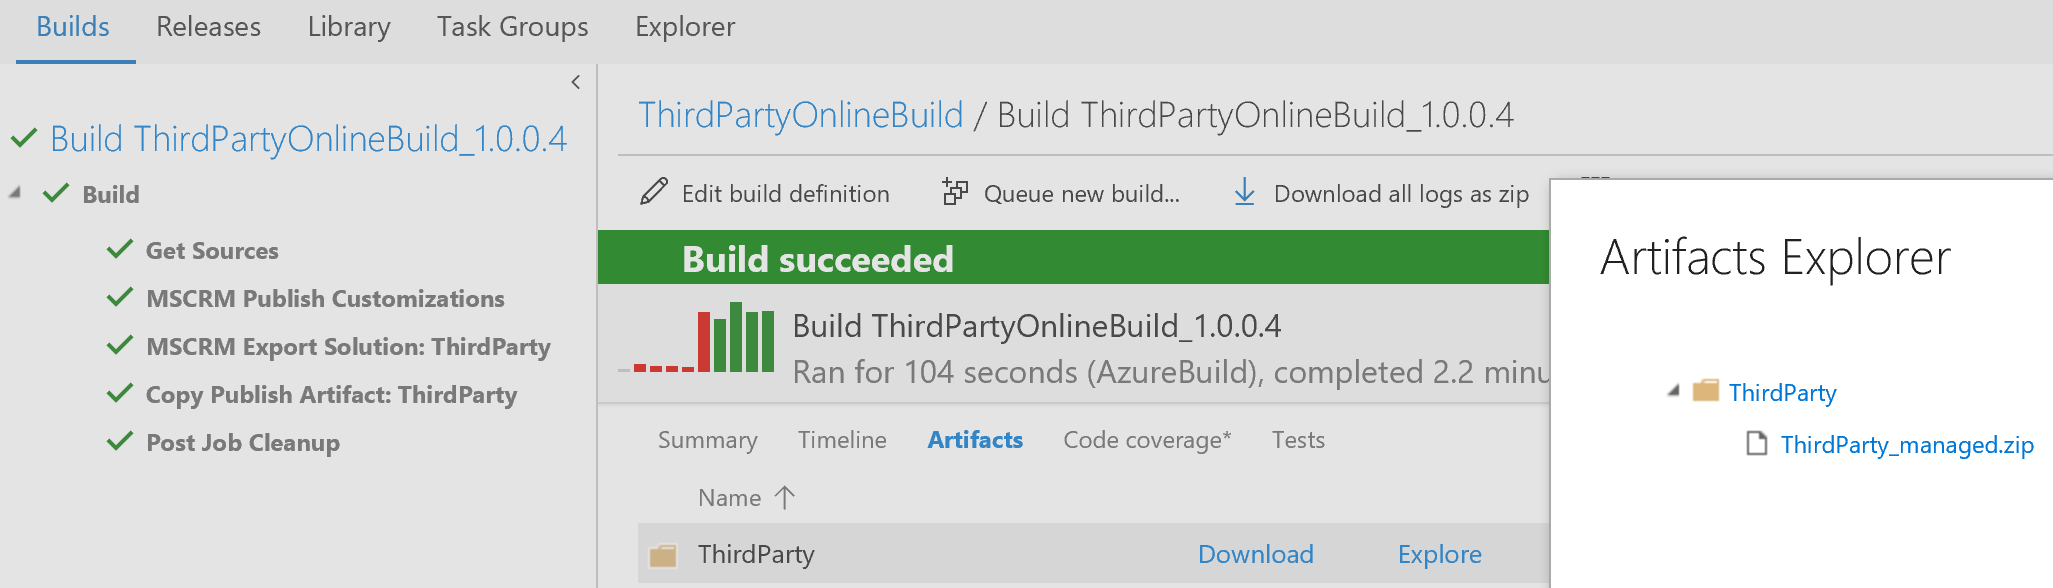 Builds Releases Library Task Groups Explorer
Build ThirdPartyOnlineBuild_1.0.0.4
Build
Get Sources
MSCRM Publish Customizations
MSCRM Export Solution: ThirdParty
Copy Publish Artifact: ThirdParty
Post Job Cleanup
ThirdPartyOnlineBuild / Build ThirdPartyOnlineBuild_1.0.0.4
Edit build definition Queue new build... Download all logs as zip
Build succeeded
Build ThirdPartyOnlineBuild_1.0.0.4
Ran for 104 seconds (AzureBuild), completed 2.2 minu
Summary Timeline Artifacts Code coverage* Tests
Name
ThirdParty Download Explore
Artifacts Explorer
ThirdParty
ThirdParty_managed.zip